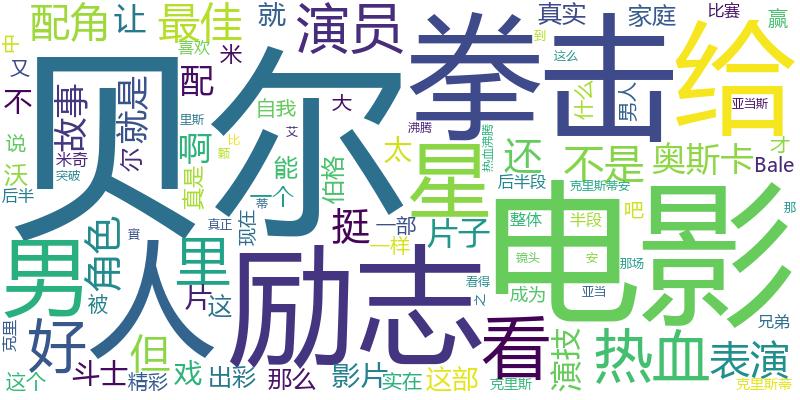 配角
让
最佳
就
演员
拳击
真实
家庭
比赛
赢
中
又
喜欢
米
到
给
这么
不
故事
就是
配
自我
大
什么
男人
亚当斯
贝尔
说
米奇
尔
里斯
比
沸腾
热血沸腾
才
沃
突破
真是
啊
颗
艾
能
太
星
还
不是
奥斯卡
Bale
后半
一个
伯格
后半段
克里斯蒂安
蒂
现在
挺
一部
整体
半段
吧
那
男
人
角色
里
真正
一样
片子
电影
镜头
安
那场
被
片
这
励志
看得
之
成为
亚当
兄弟
克里
好
但
看
演技
热血
表演
这个
斗士
精彩
戏
出彩
那么
影片
实在
这部
克里斯
克里斯蒂
寶